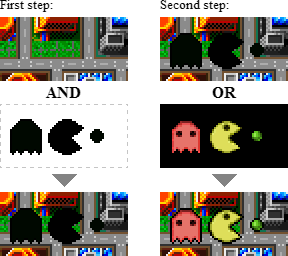 First step:
Second step:
AND
OR